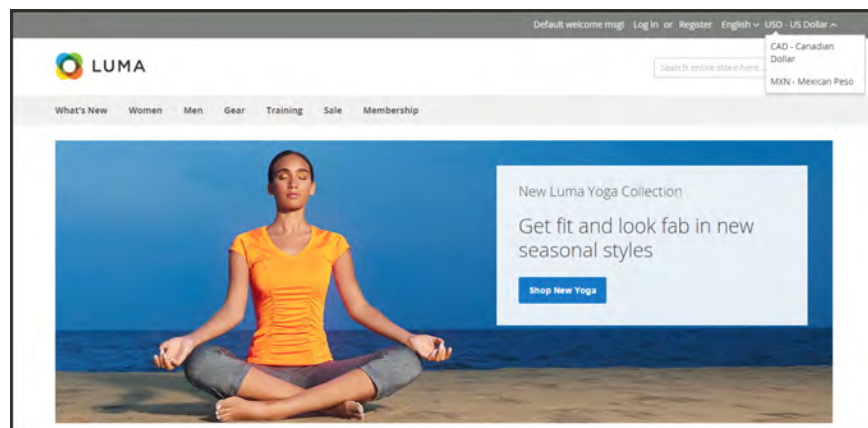 Default welcome msg! Log In or Register English USD - US Dollar
CAD - Canadian
Dollar
MXN - Mexican Peso
LUMA
Search entire store here...
What's New Women Men Gear Training Sale Membership
New Luma Yoga Collection
Get fit and look fab in new
seasonal styles
Shop New Yoga